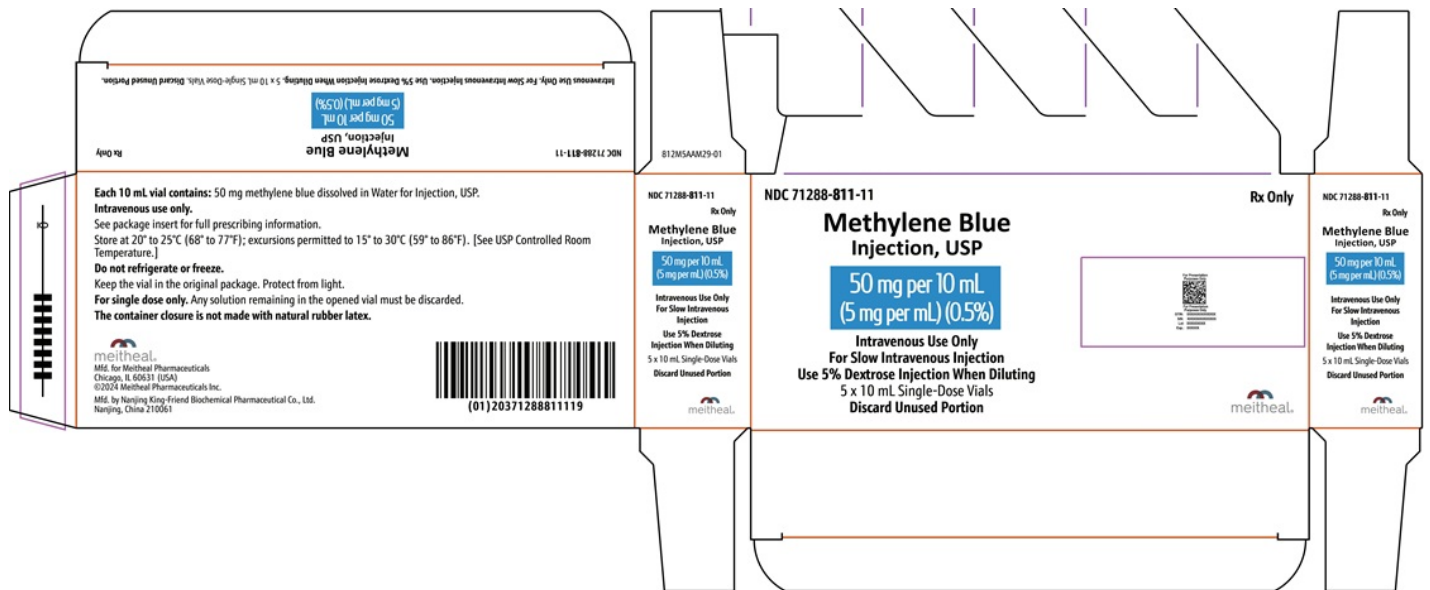 Intravenous Use Only. For Slow Intravenous Injection. Use 5% Dextrose Injection When Diluting. 5 x 10 mL Single-Dose Vials. Discard Unused Portion.
NDC 71288-811-11
Rx Only
Methylene Blue
Injection, USP
50 mg per 10 mL
(5 mg per mL) (0.5%)
Each 10 mL vial contains: 50 mg methylene blue dissolved in Water for Injection, USP.
Intravenous use only.
See package insert for full prescribing information.
Store at 20° to 25°C (68° to 77°F); excursions permitted to 15° to 30°C (59° to 86°F). [See USP Controlled Room
Temperature.]
Do not refrigerate or freeze.
Keep the vial in the original package. Protect from light.
For single dose only. Any solution remaining in the opened vial must be discarded.
The container closure is not made with natural rubber latex.
meitheal®
Mfd. for Meitheal Pharmaceuticals
Chicago, IL 60631 (USA)
©2024 Meitheal Pharmaceuticals Inc.
Mfd. by Nanjing King-Friend Biochemical Pharmaceutical Co., Ltd.
Nanjing, China 210061
(01)20371288811119
812MSAAM29-01
NDC 71288-811-11
Rx Only
Methylene Blue
Injection, USP
50 mg per 10 mL
(5 mg per mL) (0.5%)
Intravenous Use Only
For Slow Intravenous
Injection
Use 5% Dextrose
Injection When Diluting
5 x 10 mL Single-Dose Vials
Discard Unused Portion
meitheal®
NDC 71288-811-11
Rx Only
Methylene Blue
Injection, USP
50 mg per 10 mL
(5 mg per mL) (0.5%)
Intravenous Use Only
For Slow Intravenous Injection
Use 5% Dextrose Injection When Diluting
5 x 10 mL Single-Dose Vials
Discard Unused Portion
For Presentation
Purposes Only
For Presentation
Purposes Only
meitheal®
NDC 71288-811-11
Rx Only
Methylene Blue
Injection, USP
50 mg per 10 mL
(5 mg per mL) (0.5%)
Intravenous Use Only
For Slow Intravenous
Injection
Use 5% Dextrose
Injection When Diluting
5 x 10 mL Single-Dose Vials
Discard Unused Portion
meitheal®